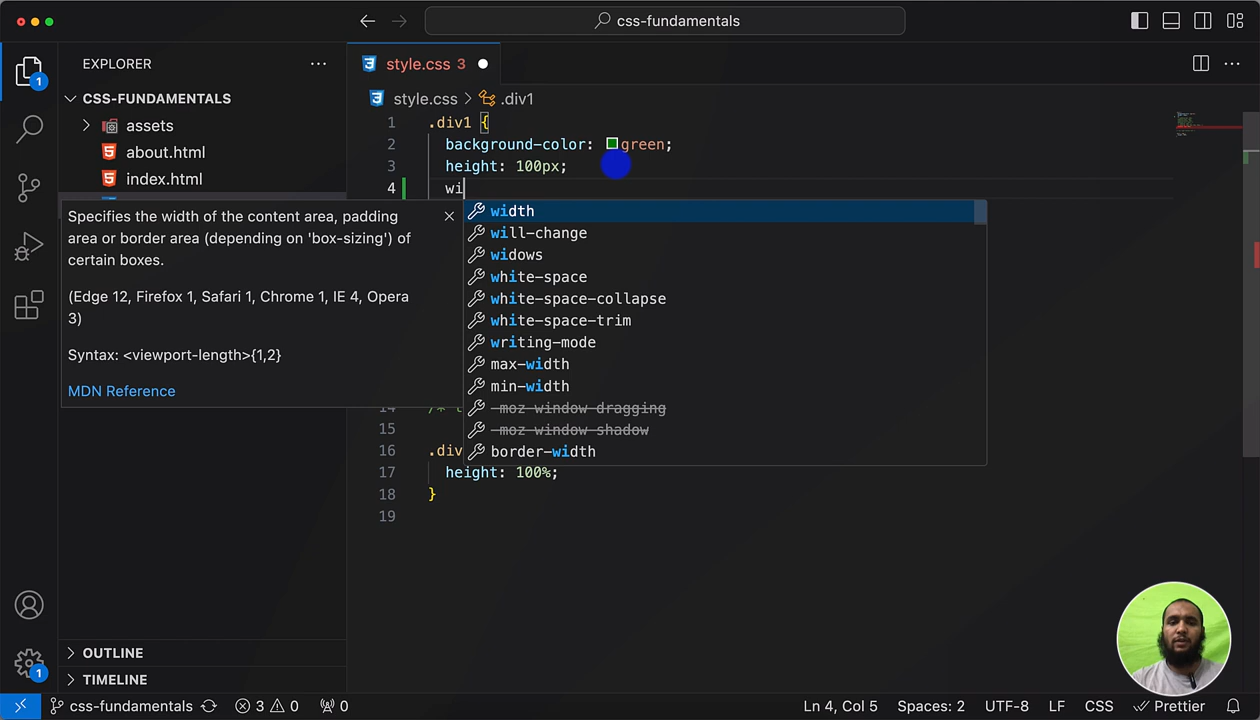 css-fundamentals
EXPLORER
CSS-FUNDAMENTALS
assets
about.html
index.html
style.css 3
style.css > .div1
1 .div1 {
2 background-color: green;
3 height: 100px;
4 wi
Specifies the width of the content area, padding
area or border area (depending on 'box-sizing') of
certain boxes.
(Edge 12, Firefox 1, Safari 1, Chrome 1, IE 4, Opera
3)
Syntax: <viewport-length>{1,2}
MDN Reference
width
will-change
widows
white-space
white-space-collapse
white-space-trim
writing-mode
max-width
min-width
-moz-window-dragging
-moz-window-shadow
border-width
14 /*
15
16 .div
17 height: 100%;
18 }
19
OUTLINE
TIMELINE
1
1
css-fundamentals
3 0
0
Ln 4, Col 5
Spaces: 2
UTF-8
LF
CSS
Prettier